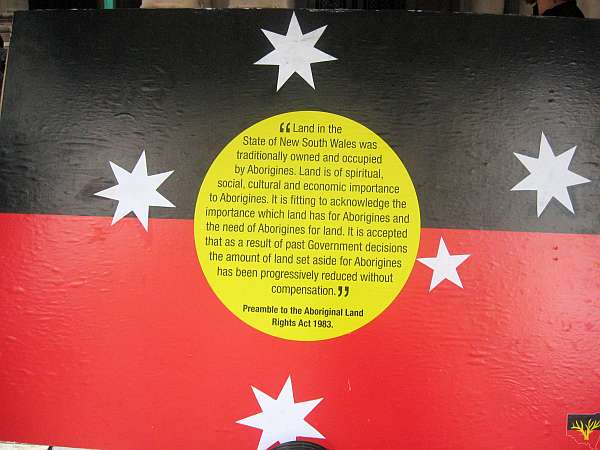 “Land in the
State of New South Wales was
traditionally owned and occupied
by Aborigines. Land is of spiritual,
social, cultural and economic importance
to Aborigines. It is fitting to acknowledge the
importance which land has for Aborigines and
the need of Aborigines for land. It is accepted
that as a result of past Government decisions
the amount of land set aside for Aborigines
has been progressively reduced without
compensation.”
Preamble to the Aboriginal Land
Rights Act 1983.